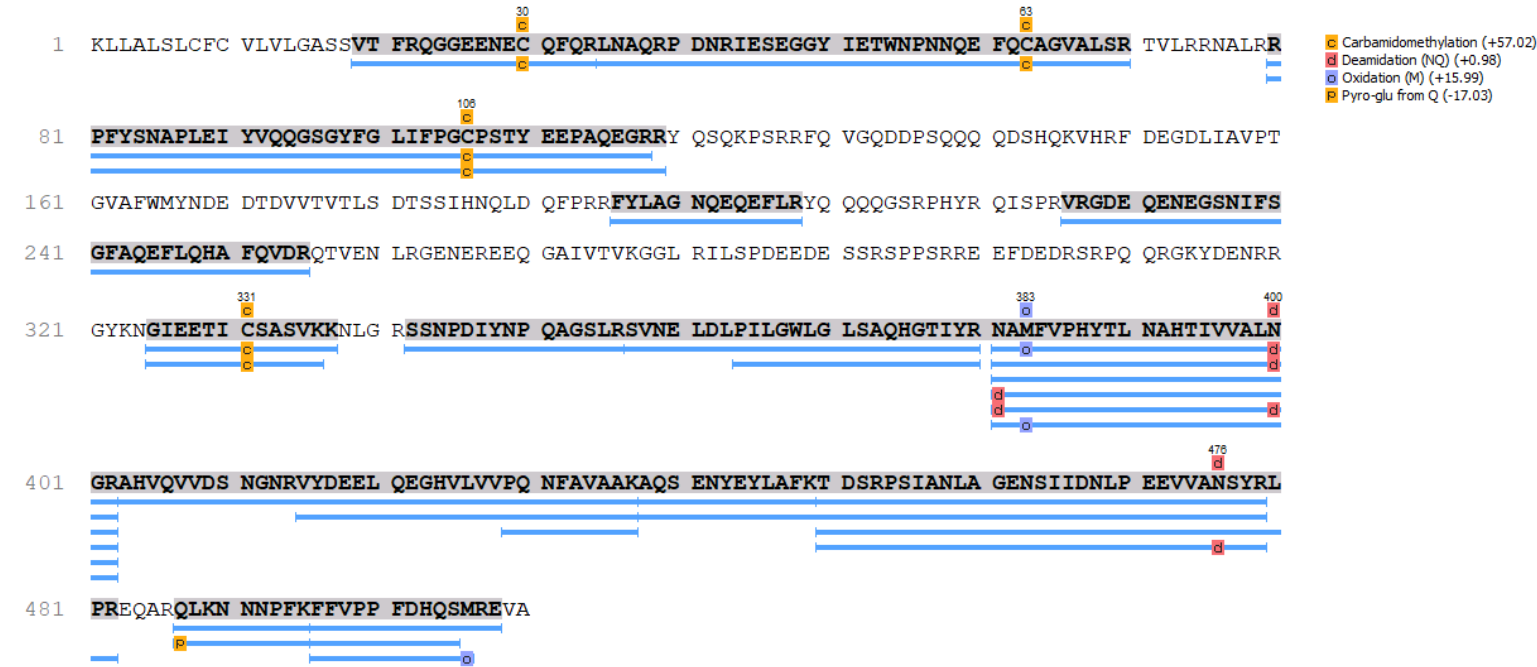 30 63
c c
1 KLLALSLCFC VLVLGASSVT FRQGGEENEC QFQRLNAQRP DNRIESEGGY IETWNPNNQE FQCAGVALSR TVLRRNALRR
c c
c Carbamidomethylation (+57.02)
d Deamidation (NQ) (+0.98)
o Oxidation (M) (+15.99)
p Pyro-glu from Q (-17.03)
106
c
81 PFYSNAPLEI YVQQGSGYFG LIFPGCPSTY EEPAQEGRRY QSQKPSRRFQ VGQDDPSQQQ QDSHQKVHRF DEGDLIAVPT
c
c
161 GVAFWMYNDE DTDVVTVTLS DTSSIHNQLD QFPRRFYLAG NQEQEFLRYQ QQQGSRPHYR QISPRVRGDE QENEGSNIFS
241 GFAQEFLQHA FQVDRQTVEN LRGENEREEQ GAIVTVKGGL RILSPDEEDE SSRSPPSRRE EFDEDRSRPQ QRGKYDENRR
331 383 400
c o d
321 GYKNGIEETI CSASVKKNLG RSSNPDIYNP QAGSLRSVNE LDLPILGWLG LSAQHGTIYR NAMFVPHYTL NAHTIVVALN
c o d
c d
d
d d
o
476
d
401 GRAHVQVVDS NGNRVYDEEL QEGHVLVVPQ NFAVAAKAQS ENYEYLAFKT DSRPSIANLA GENSIIDNLP EEVVANSYRL
d
481 PREQARQLKN NNPFKFFVPP FDHQSMREVA
p
o